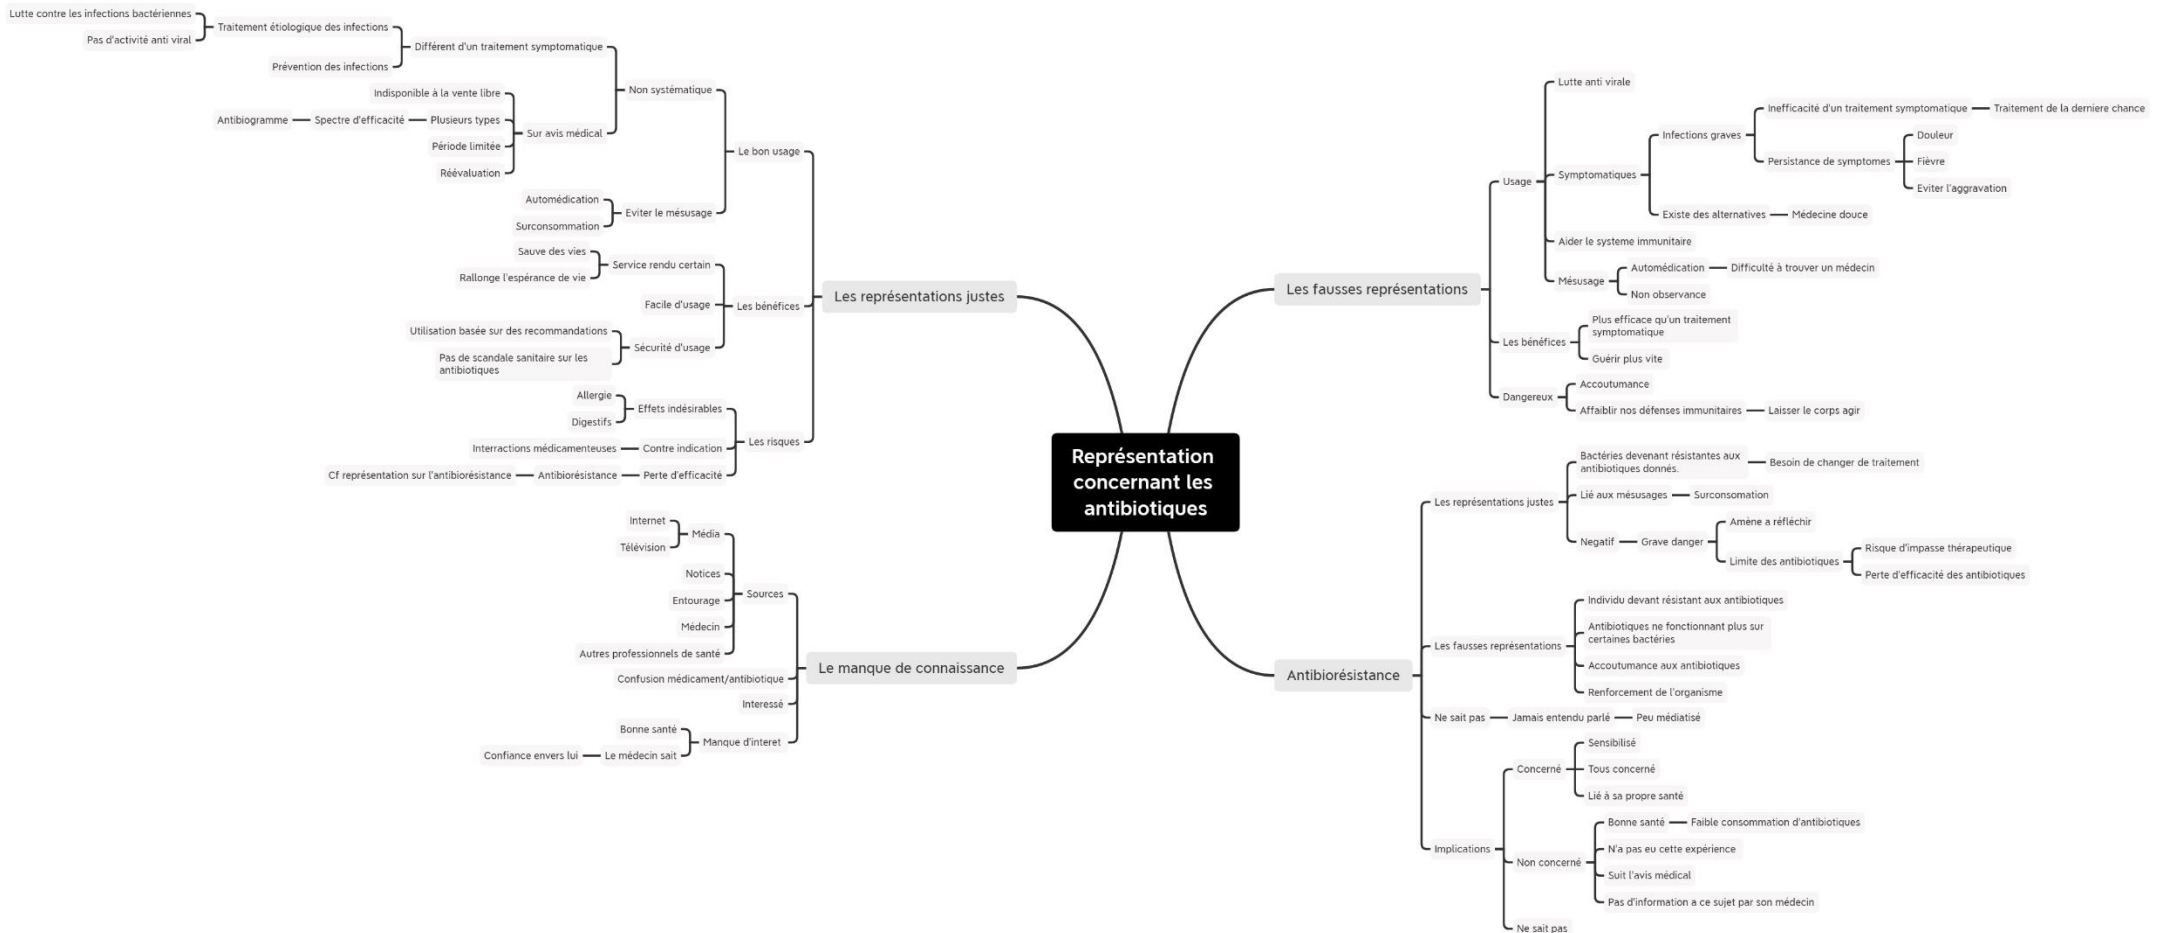 Représentation
concernant les
antibiotiques
Les représentations justes
Le bon usage
Non systématique
Différent d'un traitement symptomatique
Traitement étiologique des infections
Lutte contre les infections bactériennes
Pas d'activité anti viral
Prévention des infections
Sur avis médical
Indisponible à la vente libre
Plusieurs types
Spectre d'efficacité
Antibiogramme
Période limitée
Réévaluation
Eviter le mésusage
Automédication
Surconsommation
Les bénéfices
Service rendu certain
Sauve des vies
Rallonge l'espérance de vie
Facile d'usage
Sécurité d'usage
Utilisation basée sur des recommandations
Pas de scandale sanitaire sur les
antibiotiques
Les risques
Effets indésirables
Allergie
Digestifs
Contre indication
Interractions médicamenteuses
Perte d'efficacité
Antibiorésistance
Cf représentation sur l'antibiorésistance
Le manque de connaissance
Sources
Média
Internet
Télévision
Notices
Entourage
Médecin
Autres professionnels de santé
Confusion médicament/antibiotique
Interessé
Manque d'interet
Bonne santé
Le médecin sait
Confiance envers lui
Les fausses représentations
Usage
Lutte anti virale
Symptomatiques
Infections graves
Inefficacité d'un traitement symptomatique
Traitement de la derniere chance
Persistance de symptomes
Douleur
Fièvre
Eviter l'aggravation
Existe des alternatives
Médecine douce
Aider le systeme immunitaire
Mésusage
Automédication
Difficulté à trouver un médecin
Non observance
Les bénéfices
Plus efficace qu'un traitement
symptomatique
Guérir plus vite
Dangereux
Accoutumance
Affaiblir nos défenses immunitaires
Laisser le corps agir
Antibiorésistance
Les représentations justes
Bactéries devenant résistantes aux
antibiotiques donnés.
Besoin de changer de traitement
Lié aux mésusages
Surconsomation
Negatif
Grave danger
Amène a réfléchir
Limite des antibiotiques
Risque d'impasse thérapeutique
Perte d'efficacité des antibiotiques
Les fausses représentations
Individu devant résistant aux antibiotiques
Antibiotiques ne fonctionnant plus sur
certaines bactéries
Accoutumance aux antibiotiques
Renforcement de l'organisme
Ne sait pas
Jamais entendu parlé
Peu médiatisé
Implications
Concerné
Sensibilisé
Tous concerné
Lié à sa propre santé
Non concerné
Bonne santé
Faible consommation d'antibiotiques
N'a pas eu cette expérience
Suit l'avis médical
Pas d'information a ce sujet par son médecin
Ne sait pas